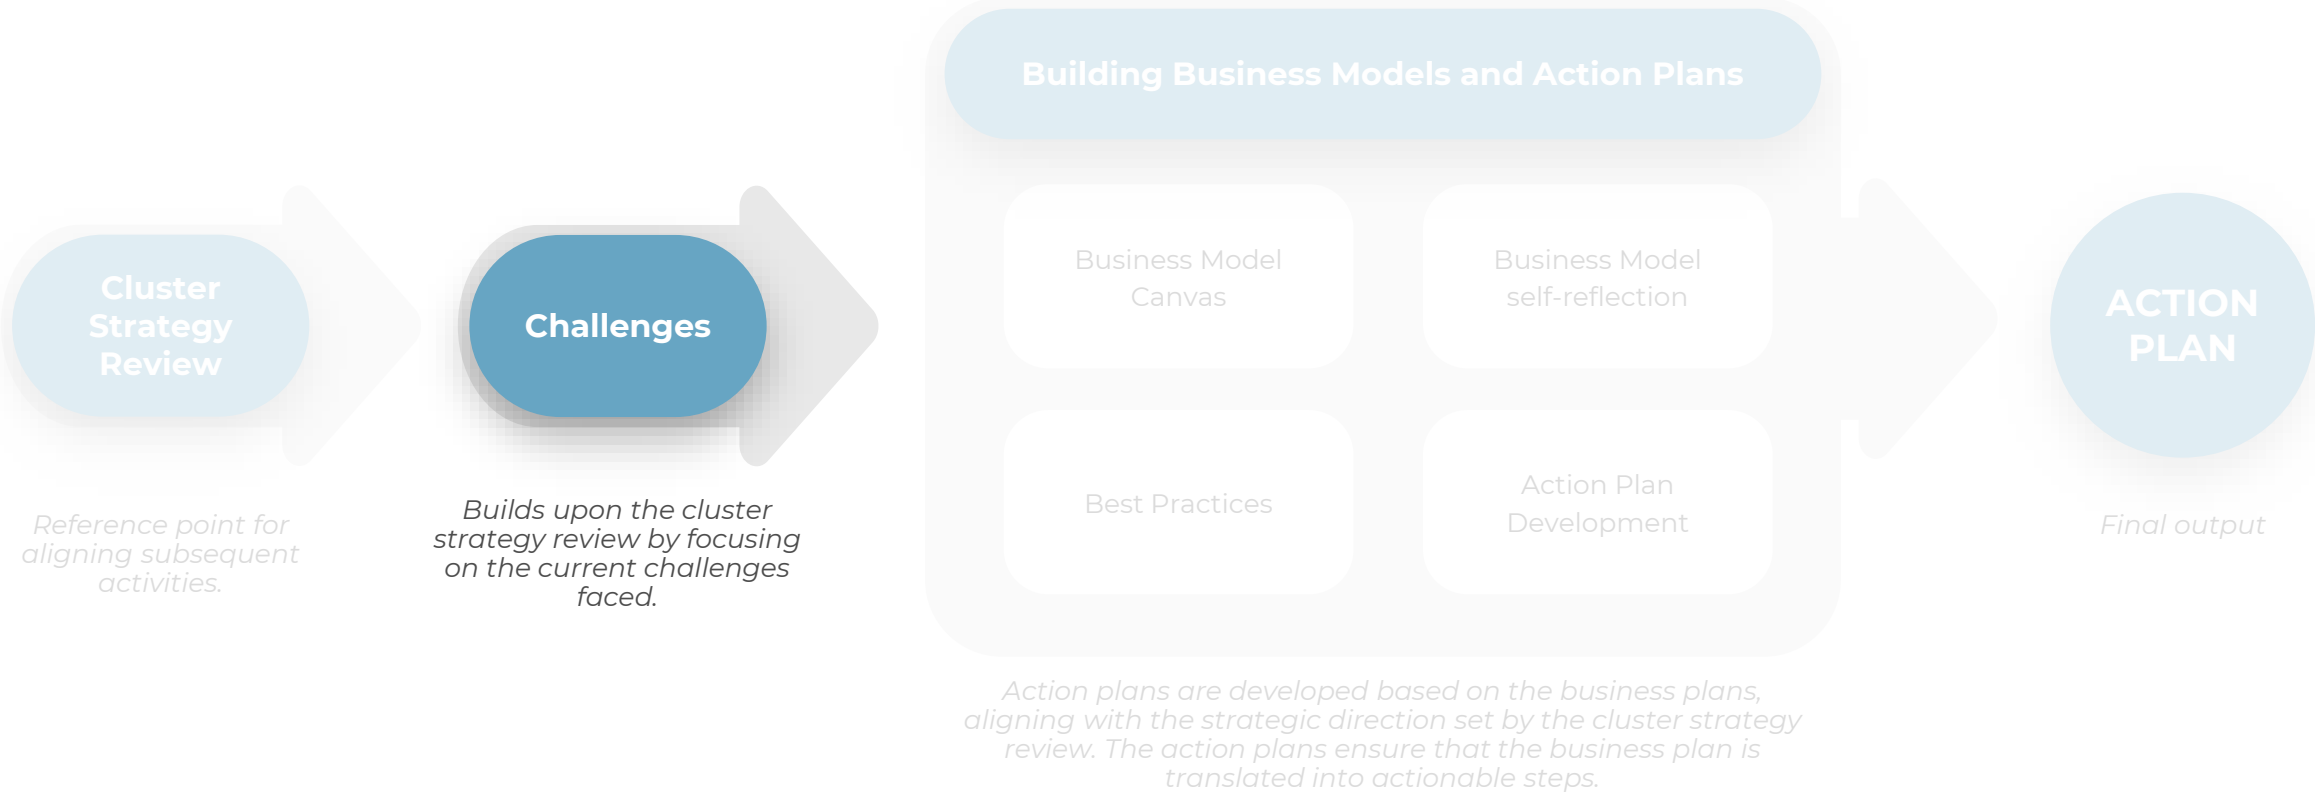 Cluster
Strategy
Review
Reference point for
aligning subsequent
activities.
Challenges
Builds upon the cluster
strategy review by focusing
on the current challenges
faced.
Building Business Models and Action Plans
Business Model
Canvas
Business Model
self-reflection
Best Practices
Action Plan
Development
Action plans are developed based on the business plans,
aligning with the strategic direction set by the cluster strategy
review. The action plans ensure that the business plan is
translated into actionable steps.
ACTION
PLAN
Final output